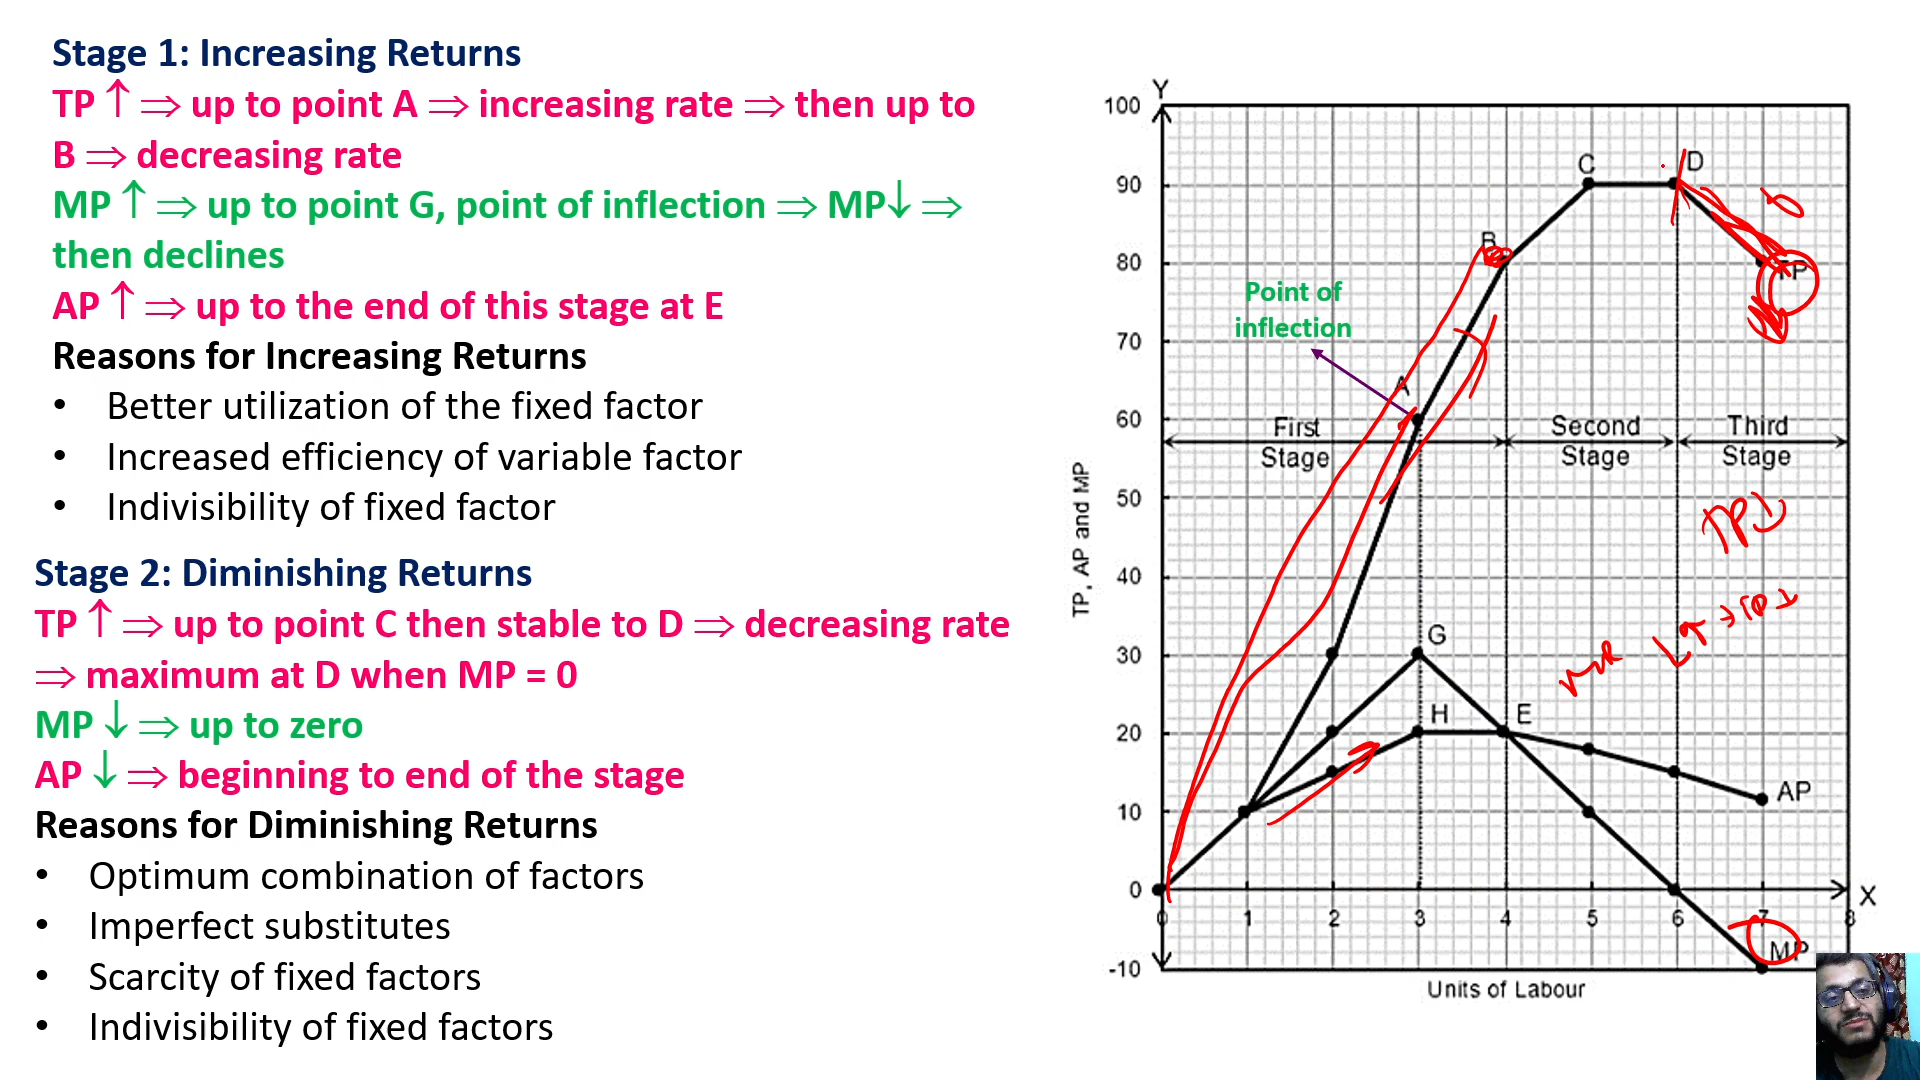 Stage 1: Increasing Returns
TP ↑ ⇒ up to point A ⇒ increasing rate ⇒ then up to
B ⇒ decreasing rate
MP ↑ ⇒ up to point G, point of inflection ⇒ MP↓ ⇒
then declines
AP ↑ ⇒ up to the end of this stage at E
Reasons for Increasing Returns
• Better utilization of the fixed factor
• Increased efficiency of variable factor
• Indivisibility of fixed factor
Stage 2: Diminishing Returns
TP ↑ ⇒ up to point C then stable to D ⇒ decreasing rate
⇒ maximum at D when MP = 0
MP ↓ ⇒ up to zero
AP ↓ ⇒ beginning to end of the stage
Reasons for Diminishing Returns
• Optimum combination of factors
• Imperfect substitutes
• Scarcity of fixed factors
• Indivisibility of fixed factors
Y
100
90
80
70
60
50
40
30
20
10
0
-10
TP, AP and MP
C
D
B
TP
Point of
inflection
A
First
Stage
Second
Stage
Third
Stage
TP↓
G
H
E
AP
MP
X
0 1 2 3 4 5 6 7 8
Units of Labour